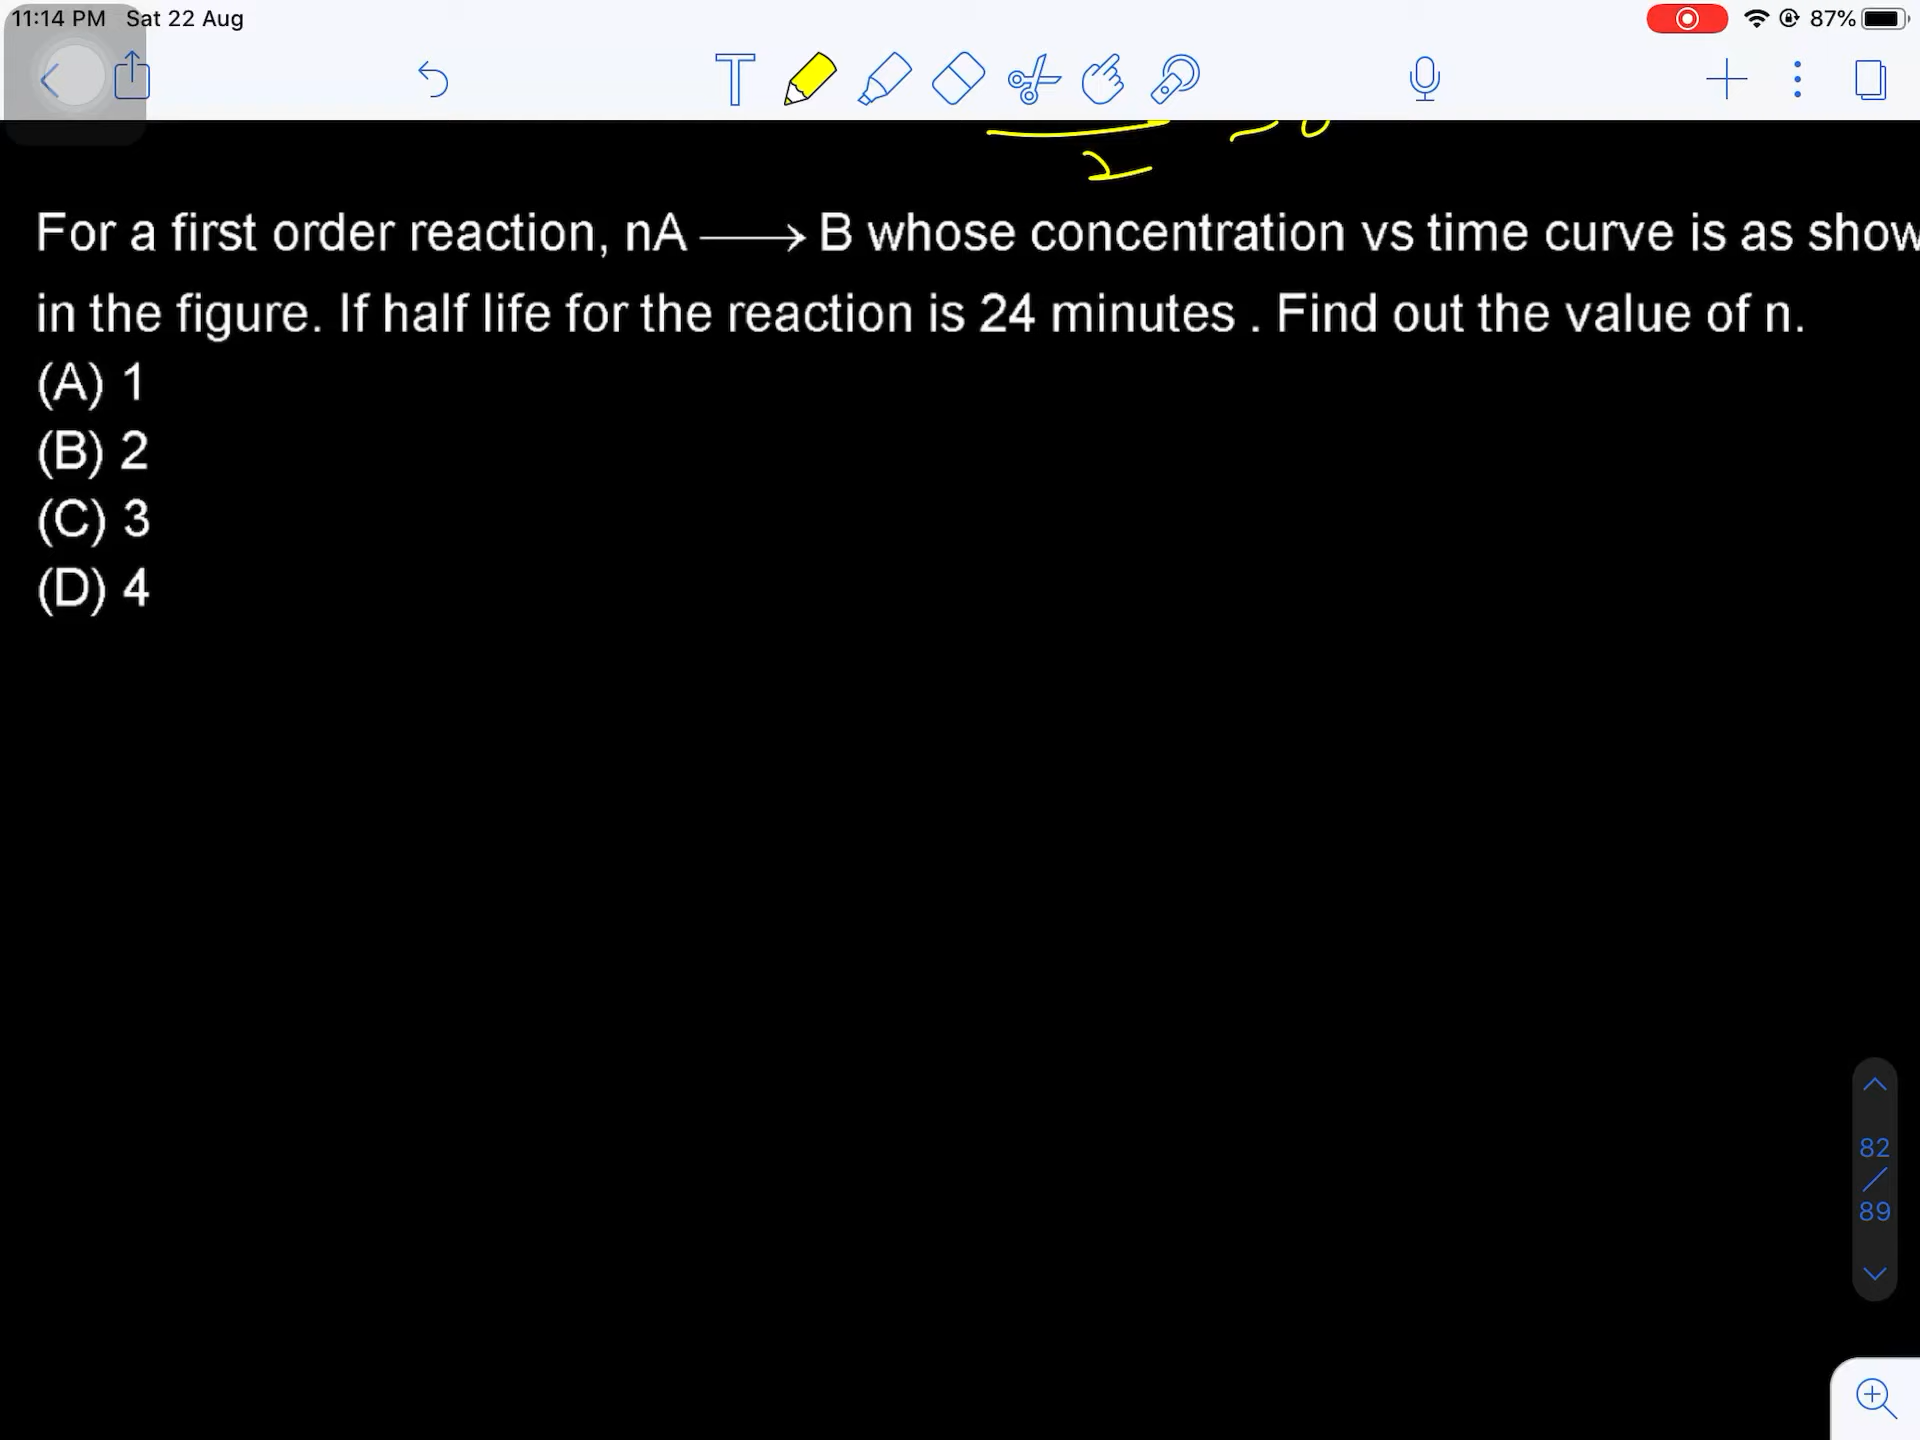 11:14 PM Sat 22 Aug
87%
2
For a first order reaction, nA ⟶ B whose concentration vs time curve is as show
in the figure. If half life for the reaction is 24 minutes . Find out the value of n.
(A) 1
(B) 2
(C) 3
(D) 4
82
/
89